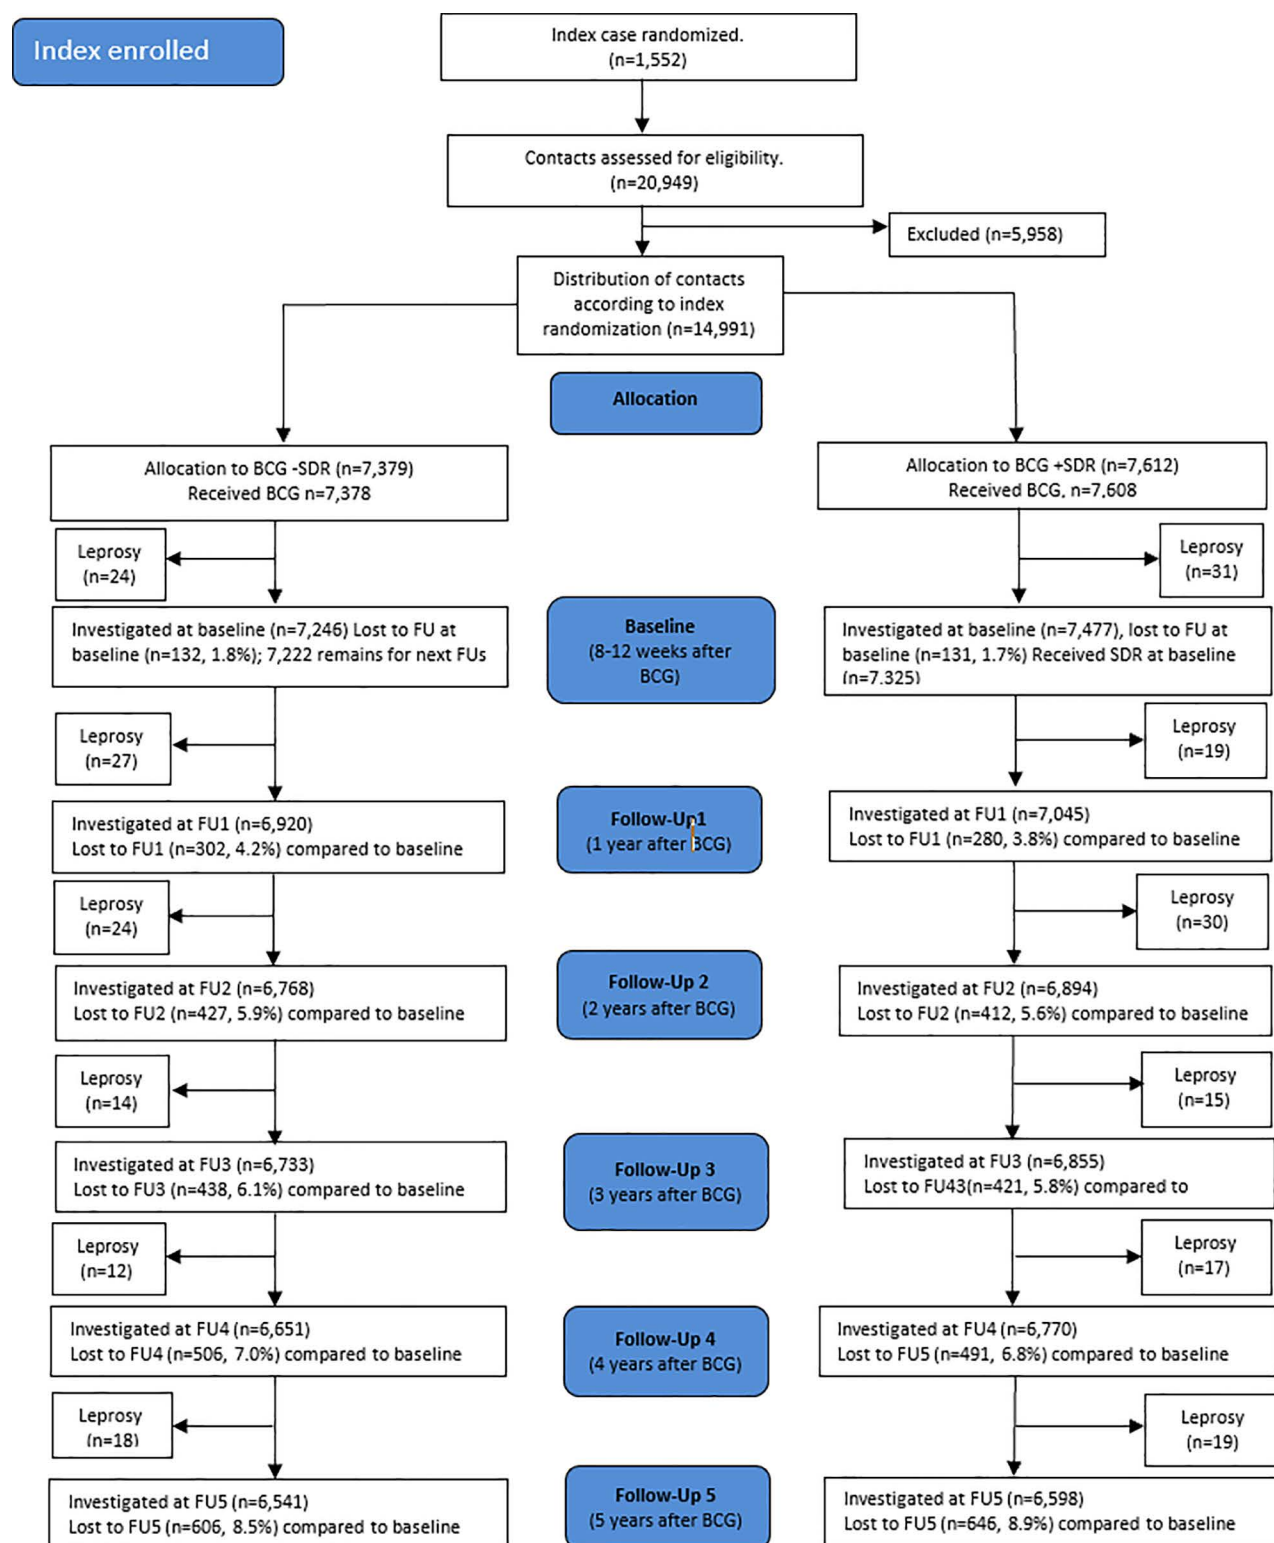 Index enrolled
Index case randomized.
(n=1,552)
Contacts assessed for eligibility.
(n=20,949)
Excluded (n=5,958)
Distribution of contacts
according to index
randomization (n=14,991)
Allocation
Allocation to BCG -SDR (n=7,379)
Received BCG n=7,378
Allocation to BCG +SDR (n=7,612)
Received BCG, n=7,608
Leprosy
(n=24)
Leprosy
(n=31)
Investigated at baseline (n=7,246) Lost to FU at
baseline (n=132, 1.8%); 7,222 remains for next FUs
Baseline
(8-12 weeks after
BCG)
Investigated at baseline (n=7,477), lost to FU at
baseline (n=131, 1.7%) Received SDR at baseline
(n=7,325)
Leprosy
(n=27)
Leprosy
(n=19)
Investigated at FU1 (n=6,920)
Lost to FU1 (n=302, 4.2%) compared to baseline
Follow-Up1
(1 year after BCG)
Investigated at FU1 (n=7,045)
Lost to FU1 (n=280, 3.8%) compared to baseline
Leprosy
(n=24)
Leprosy
(n=30)
Investigated at FU2 (n=6,768)
Lost to FU2 (n=427, 5.9%) compared to baseline
Follow-Up 2
(2 years after BCG)
Investigated at FU2 (n=6,894)
Lost to FU2 (n=412, 5.6%) compared to baseline
Leprosy
(n=14)
Leprosy
(n=15)
Investigated at FU3 (n=6,733)
Lost to FU3 (n=438, 6.1%) compared to baseline
Follow-Up 3
(3 years after BCG)
Investigated at FU3 (n=6,855)
Lost to FU43(n=421, 5.8%) compared to
Leprosy
(n=12)
Leprosy
(n=17)
Investigated at FU4 (n=6,651)
Lost to FU4 (n=506, 7.0%) compared to baseline
Follow-Up 4
(4 years after BCG)
Investigated at FU4 (n=6,770)
Lost to FU5 (n=491, 6.8%) compared to baseline
Leprosy
(n=18)
Leprosy
(n=19)
Investigated at FU5 (n=6,541)
Lost to FU5 (n=606, 8.5%) compared to baseline
Follow-Up 5
(5 years after BCG)
Investigated at FU5 (n=6,598)
Lost to FU5 (n=646, 8.9%) compared to baseline